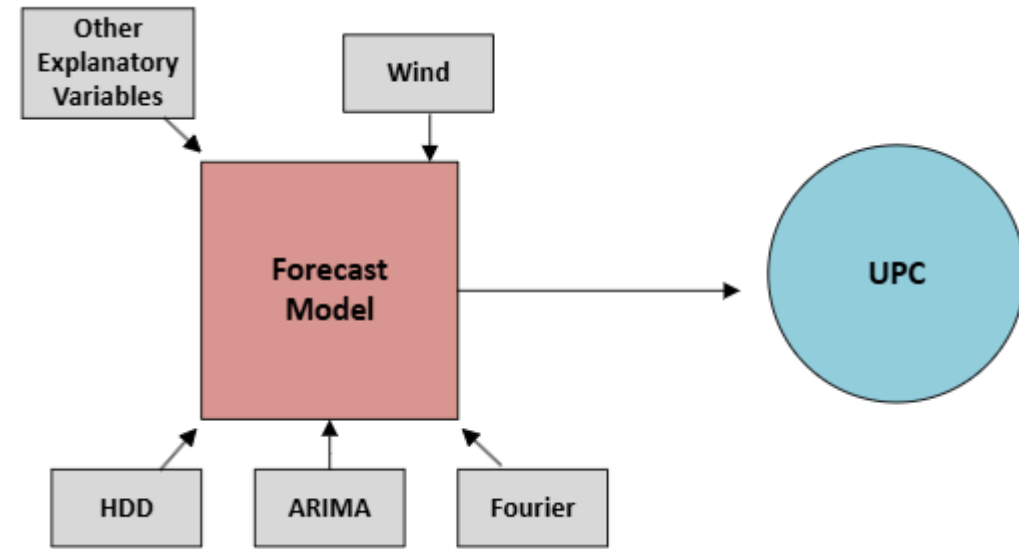 Other
Explanatory
Variables
Wind
Forecast
Model
UPC
HDD
ARIMA
Fourier